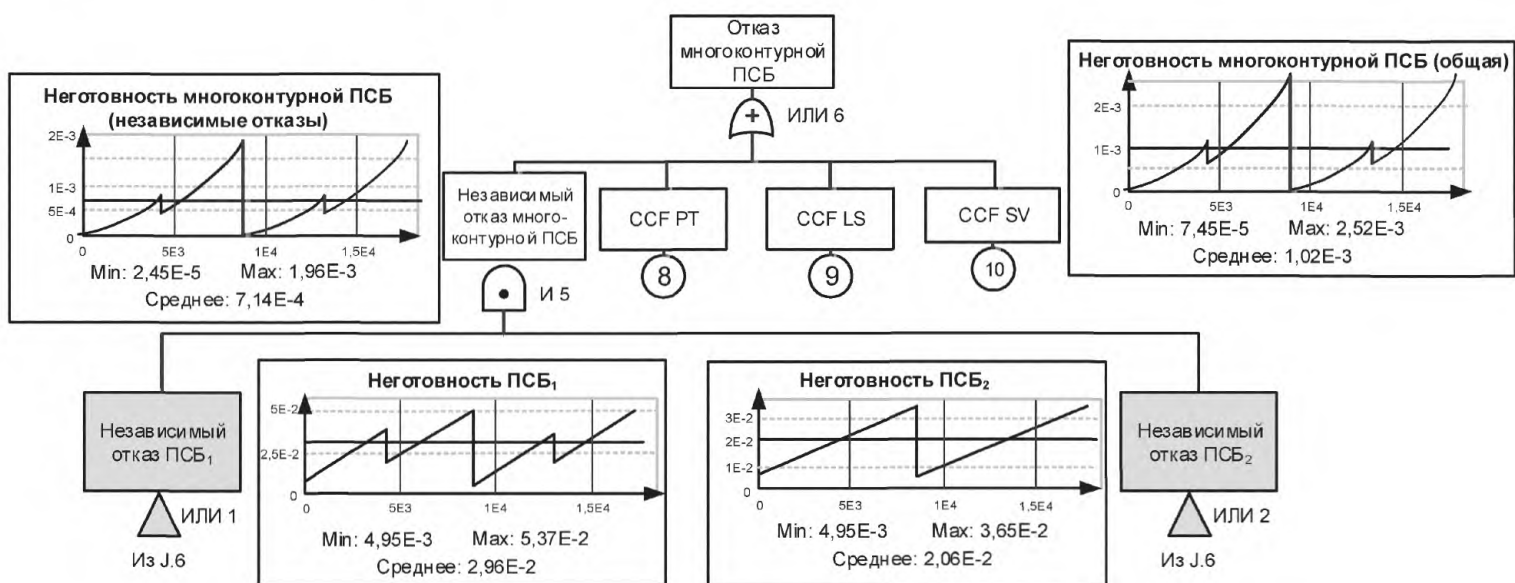 Отказ
многоконтурной
ПСБ
ИЛИ 6
+
Неготовность многоконтурной ПСБ
(независимые отказы)
2E-3
1E-3
5E-4
0
0
5E3
1E4
1,5E4
Min: 2,45E-5 Max: 1,96E-3
Среднее: 7,14E-4
Независимый
отказ много-
контурной ПСБ
И 5
CCF PT
8
CCF LS
9
CCF SV
10
Неготовность многоконтурной ПСБ (общая)
2E-3
1E-3
0
0
5E3
1E4
1,5E4
Min: 7,45E-5 Max: 2,52E-3
Среднее: 1,02E-3
Независимый
отказ ПСБ₁
ИЛИ 1
Из J.6
Неготовность ПСБ₁
5E-2
2,5E-2
0
0
5E3
1E4
1,5E4
Min: 4,95E-3 Max: 5,37E-2
Среднее: 2,96E-2
Неготовность ПСБ₂
3E-2
2E-2
1E-2
0
0
5E3
1E4
1,5E4
Min: 4,95E-3 Max: 3,65E-2
Среднее: 2,06E-2
Независимый
отказ ПСБ₂
ИЛИ 2
Из J.6